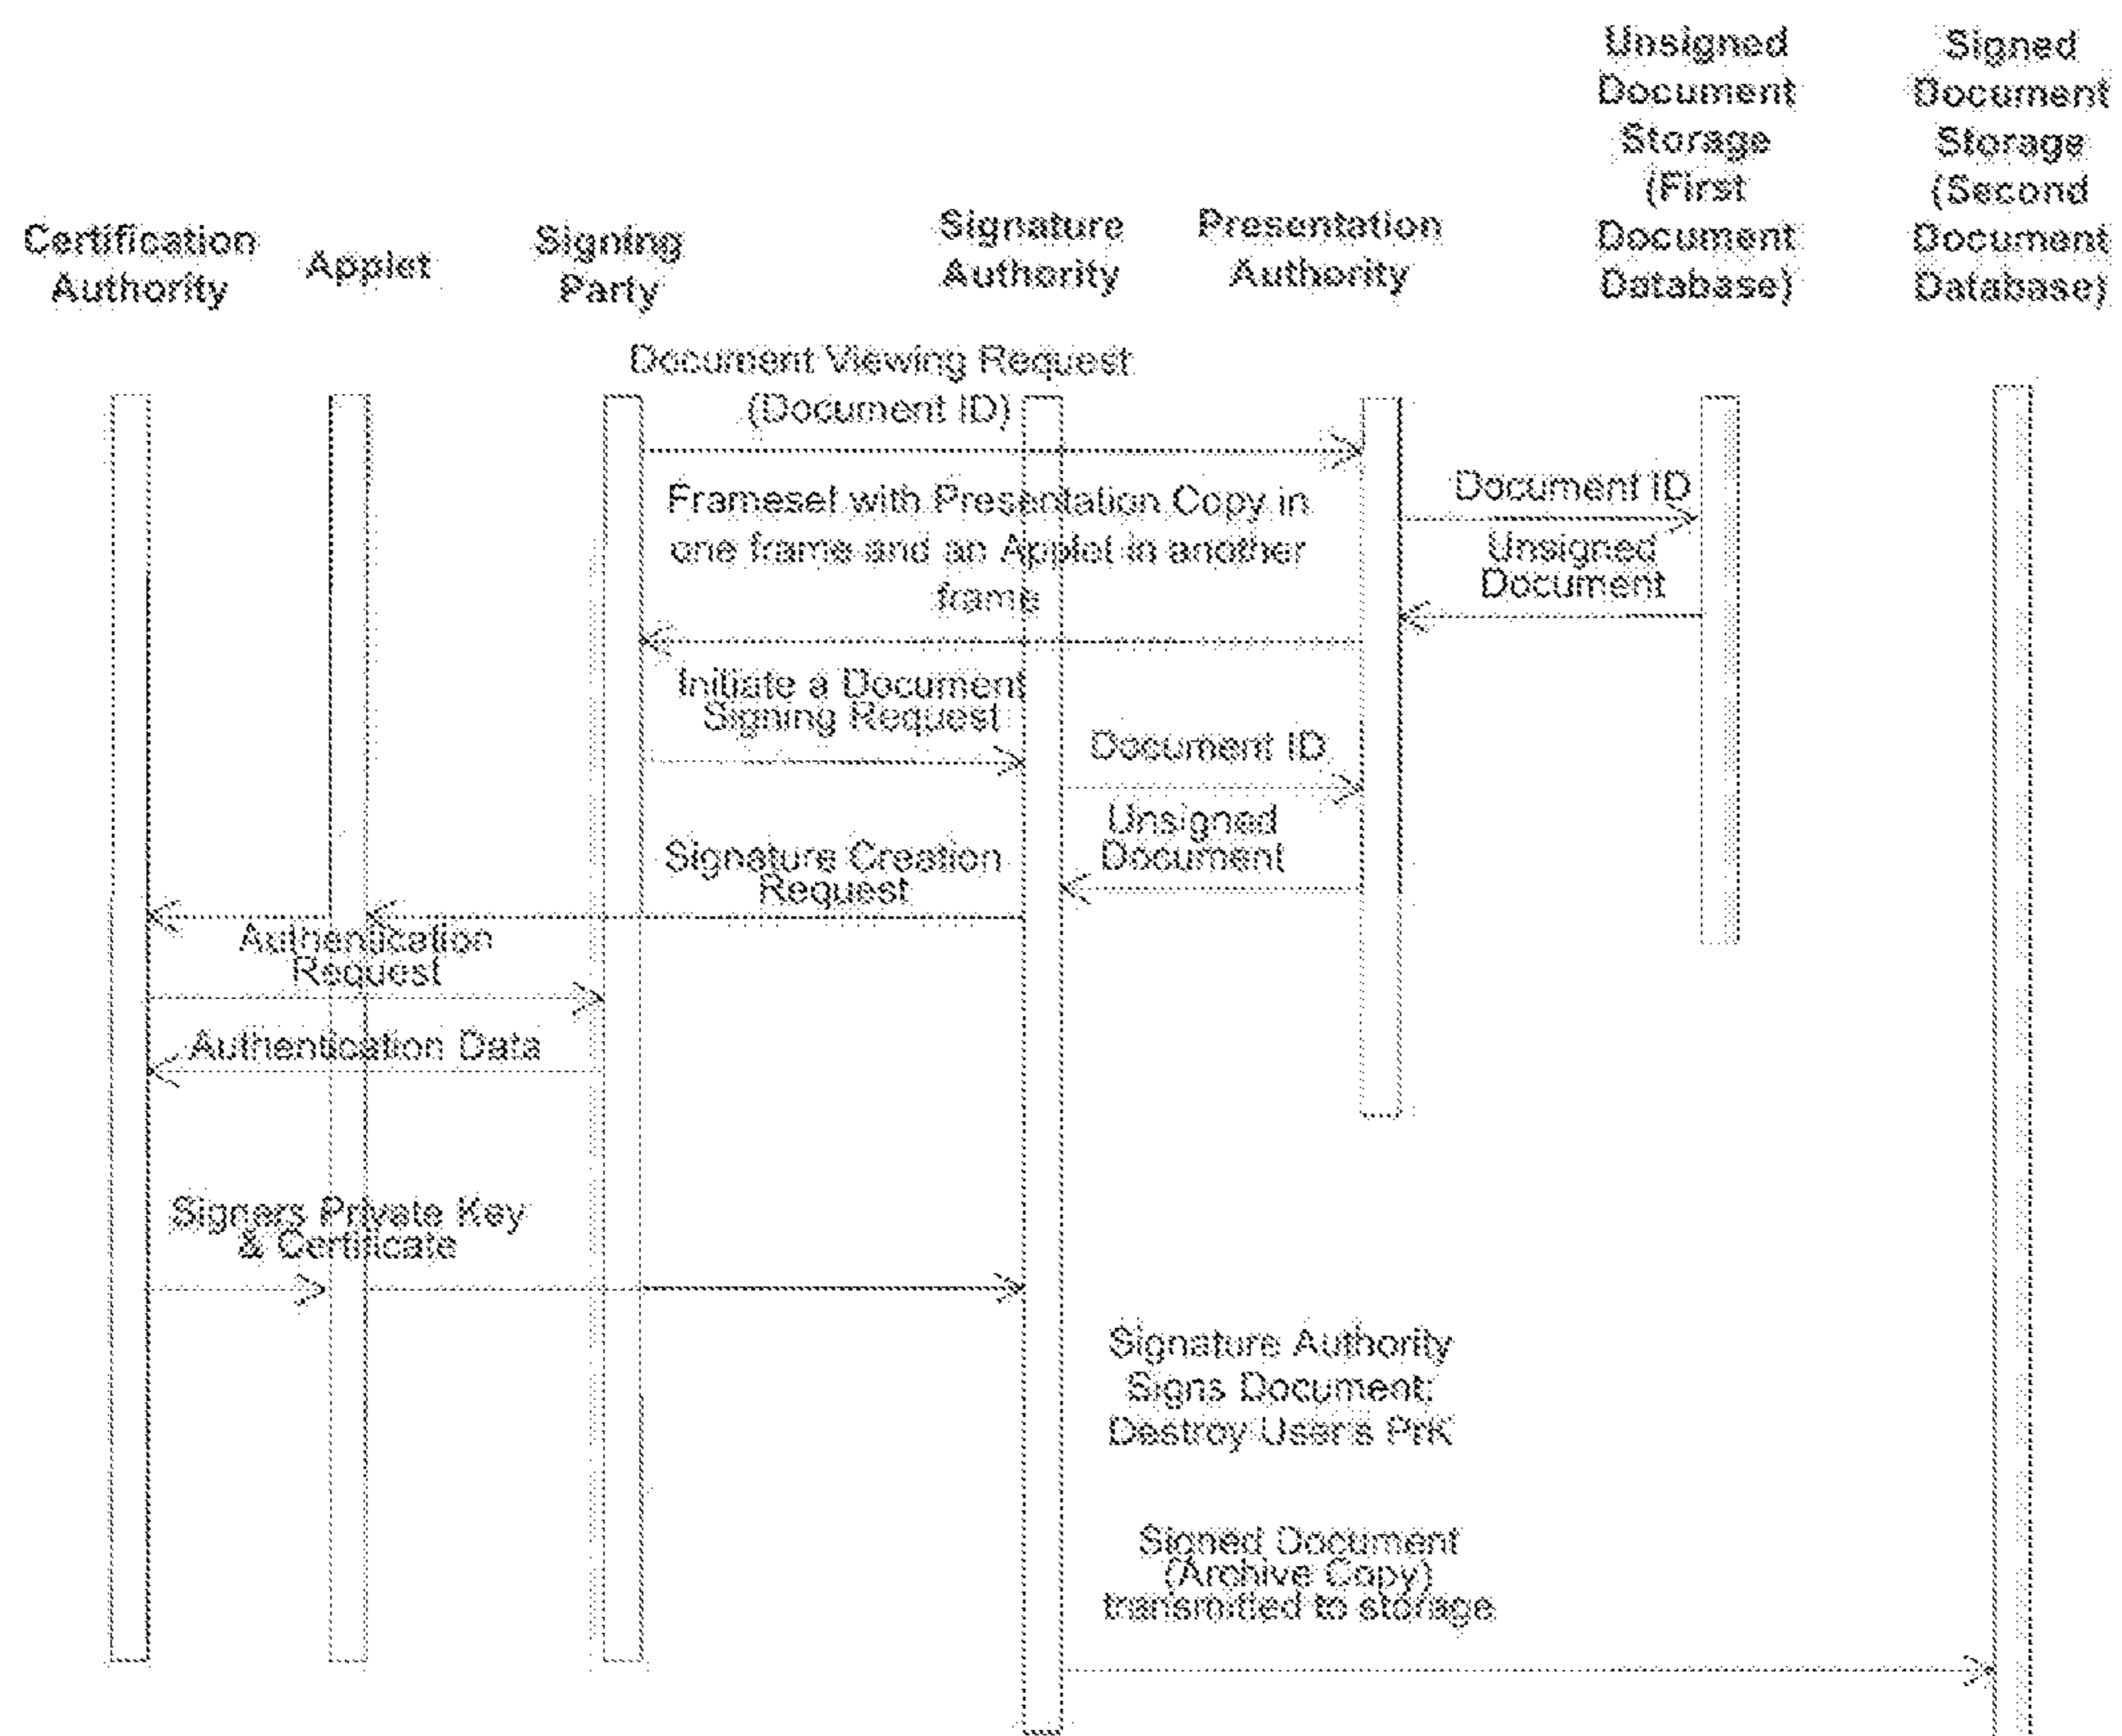 Certification
Authority
Applet
Signing
Party
Signature
Authority
Presentation
Authority
Unsigned
Document
Storage
(First
Document
Database)
Signed
Document
Storage
(Second
Document
Database)
Document Viewing Request
(Document ID)
Document ID
Frameset with Presentation Copy in
one frame and an Applet in another
frame
Unsigned
Document
Initiate a Document
Signing Request
Document ID
Unsigned
Document
Signature Creation
Request
Authentication
Request
Authentication Data
Signers Private Key
& Certificate
Signature Authority
Signs Document;
Destroy User's PrK
Signed Document
(Archive Copy)
transmitted to storage